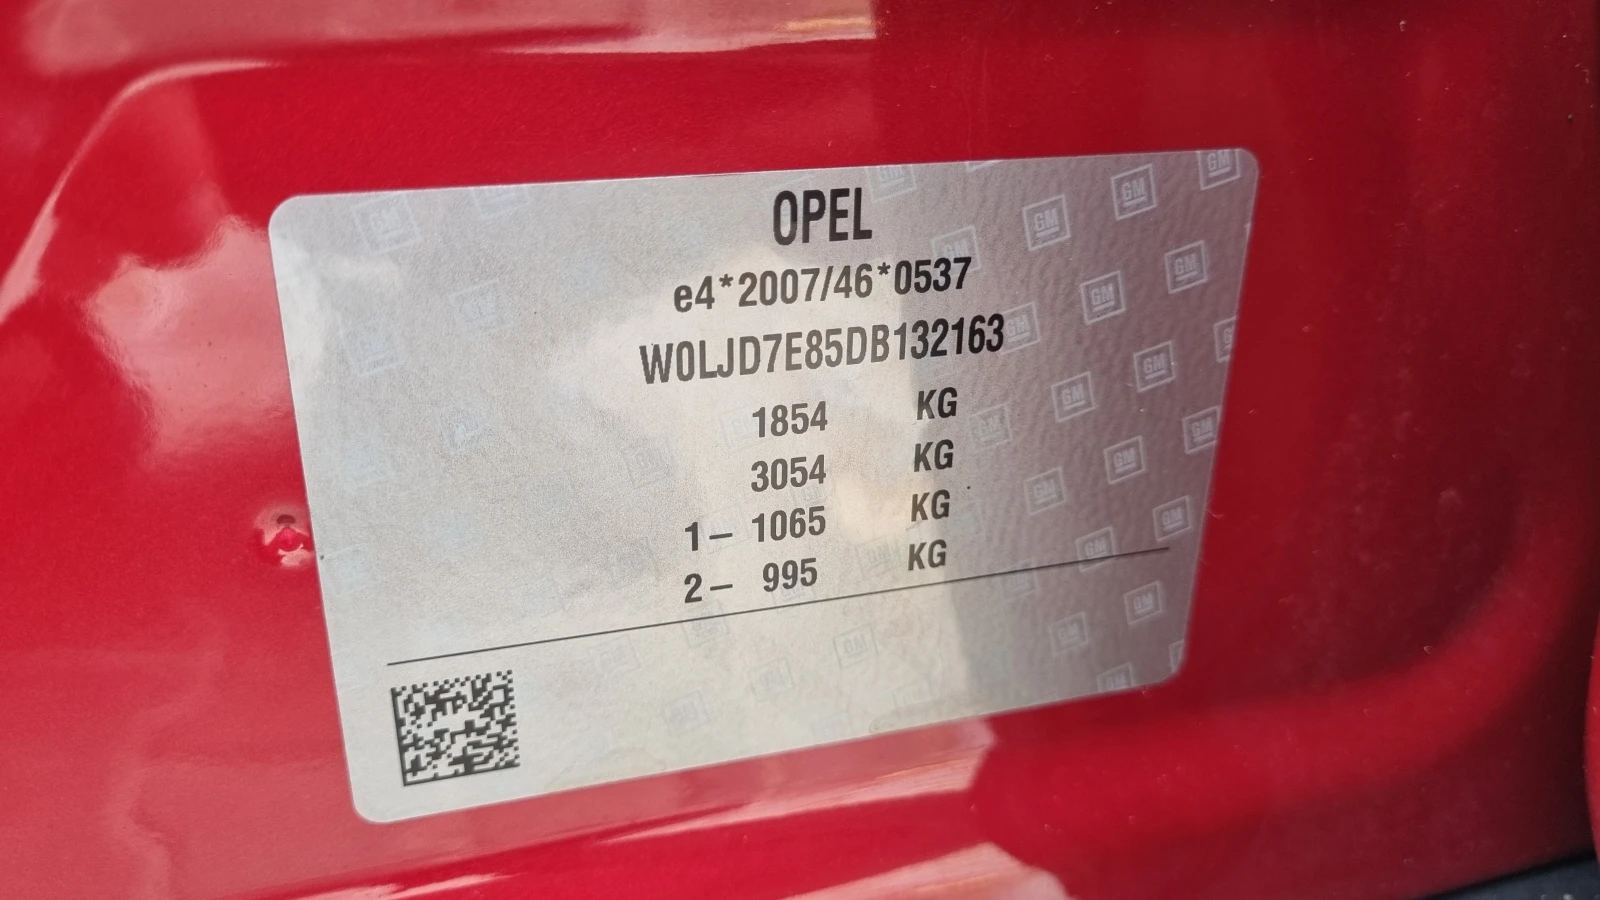 OPEL
e4*2007/46*0537
W0LJD7E85DB132163
1854 KG
3054 KG
1– 1065 KG
2– 995 KG